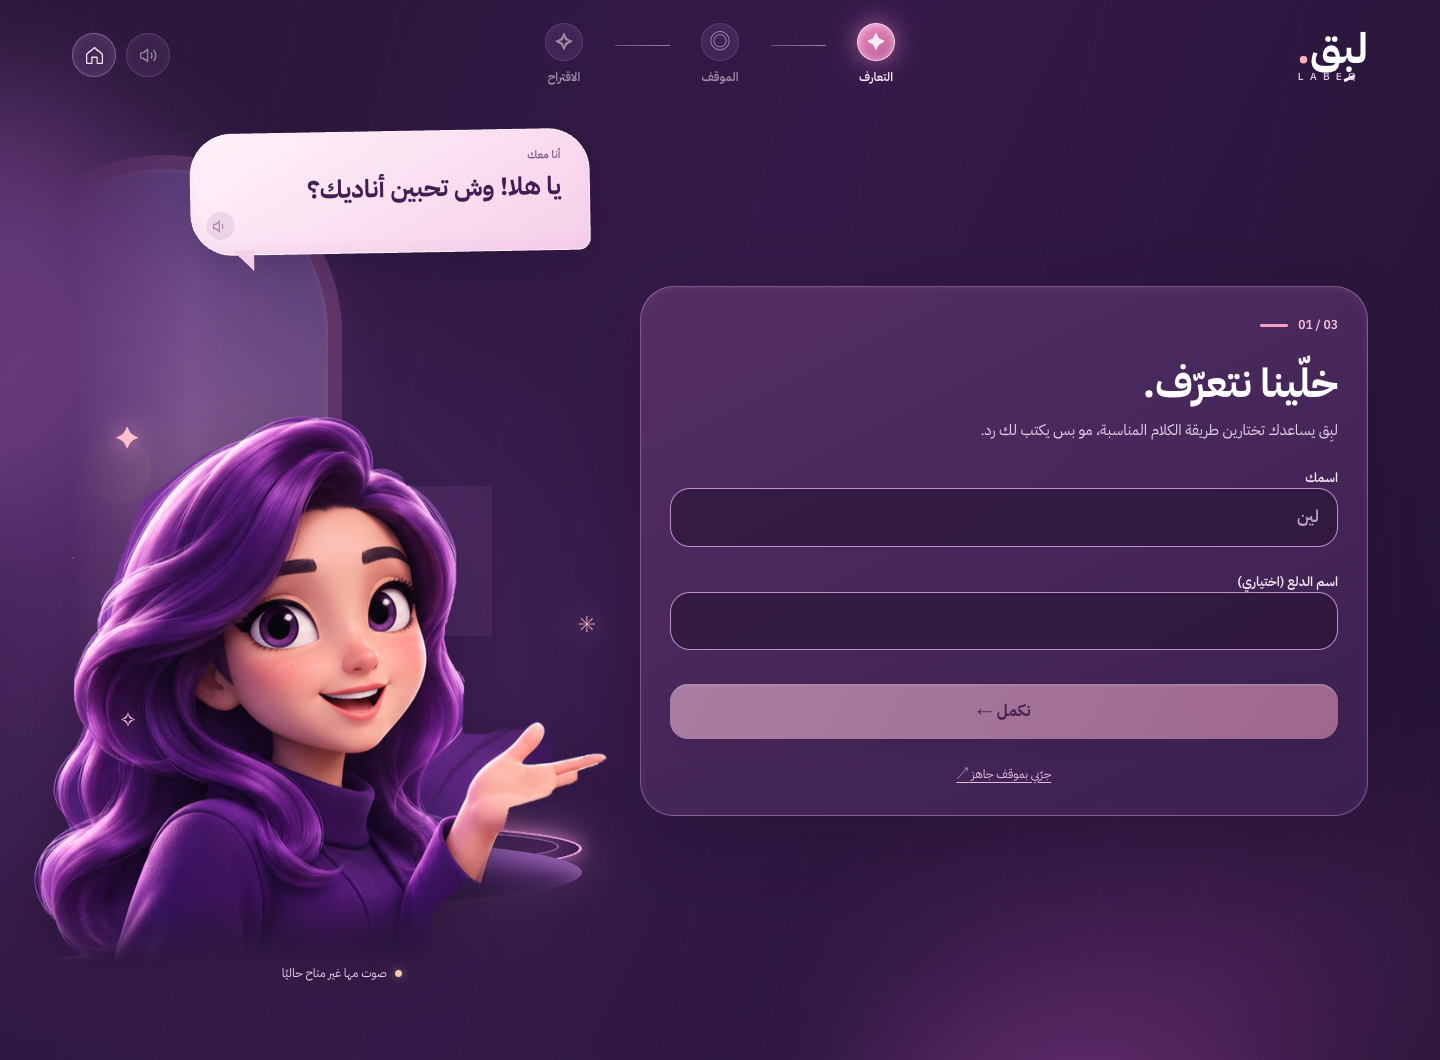 لبِق.
LABEQ
التعارف
الموقف
الاقتراح
أنا معك
يا هلا! وش تحبين أناديك؟
01 / 03
خلّينا نتعرّف.
لبِق يساعدك تختارين طريقة الكلام المناسبة، مو بس يكتب لك رد.
اسمك
لين
اسم الدلع (اختياري)
نكمل ←
جرّبي بموقف جاهز ↗
صوت مها غير متاح حاليًا